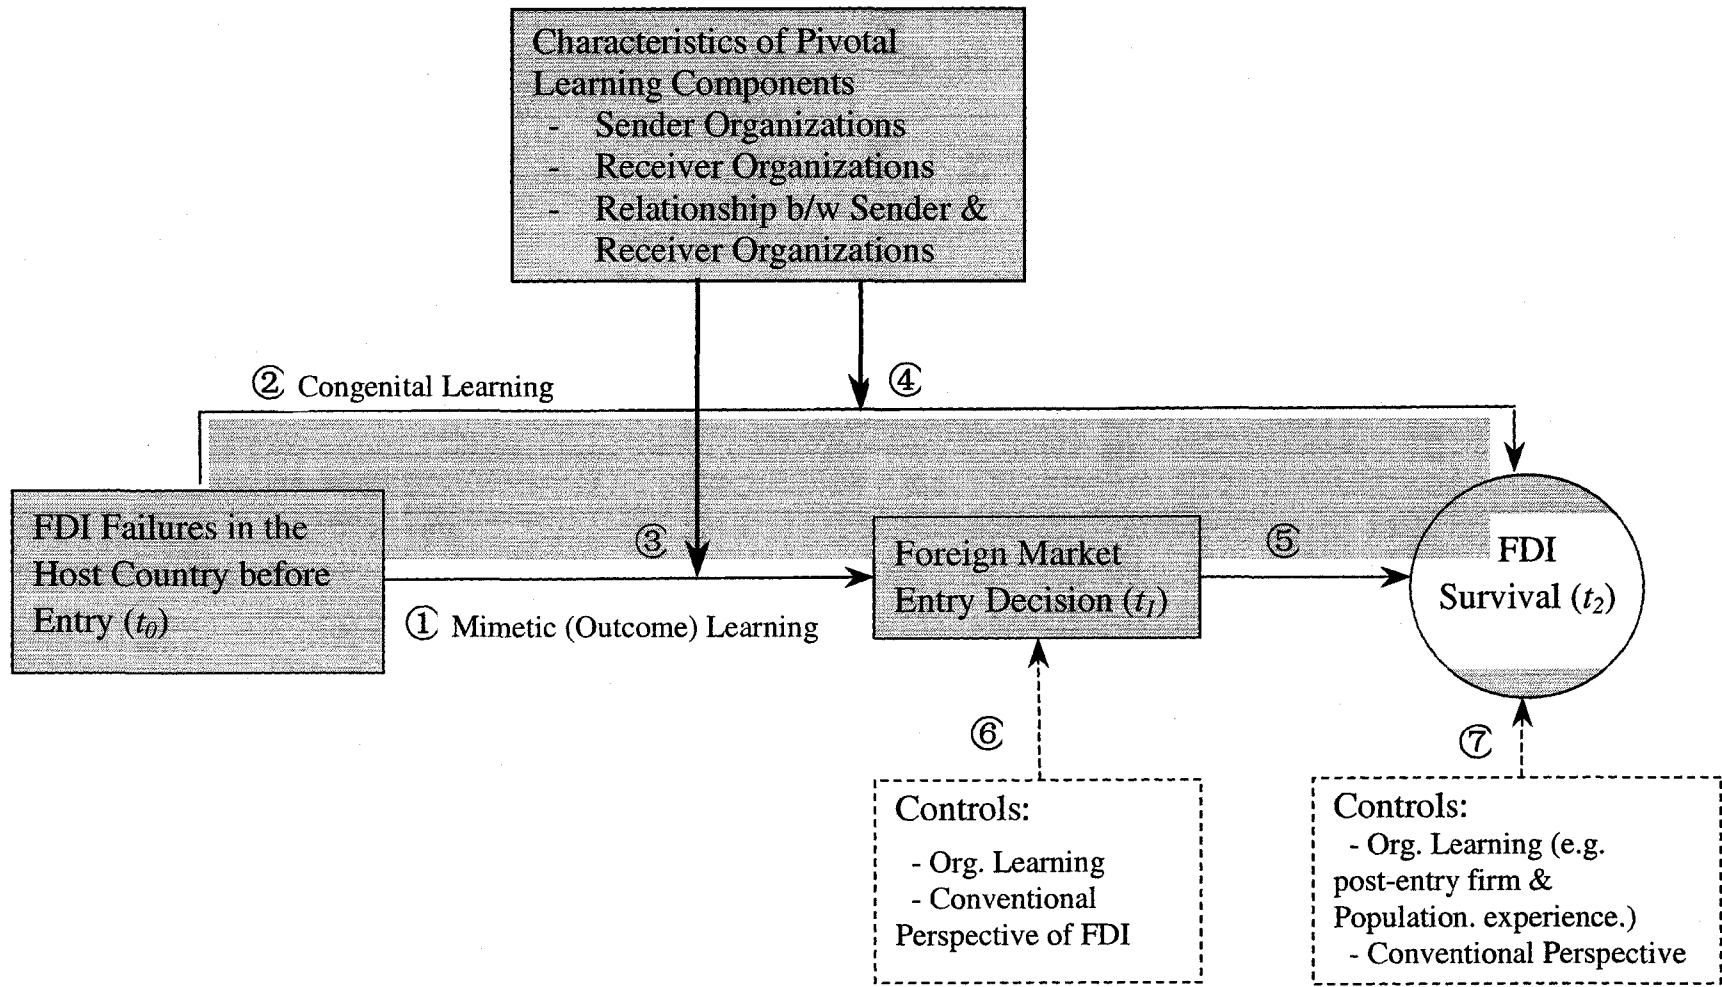 Characteristics of Pivotal
Learning Components
- Sender Organizations
- Receiver Organizations
- Relationship b/w Sender &
Receiver Organizations
② Congenital Learning
④
FDI Failures in the
Host Country before
Entry (t0)
③
① Mimetic (Outcome) Learning
Foreign Market
Entry Decision (t1)
⑤
FDI
Survival (t2)
⑥
⑦
Controls:
- Org. Learning
- Conventional
Perspective of FDI
Controls:
- Org. Learning (e.g.
post-entry firm &
Population. experience.)
- Conventional Perspective